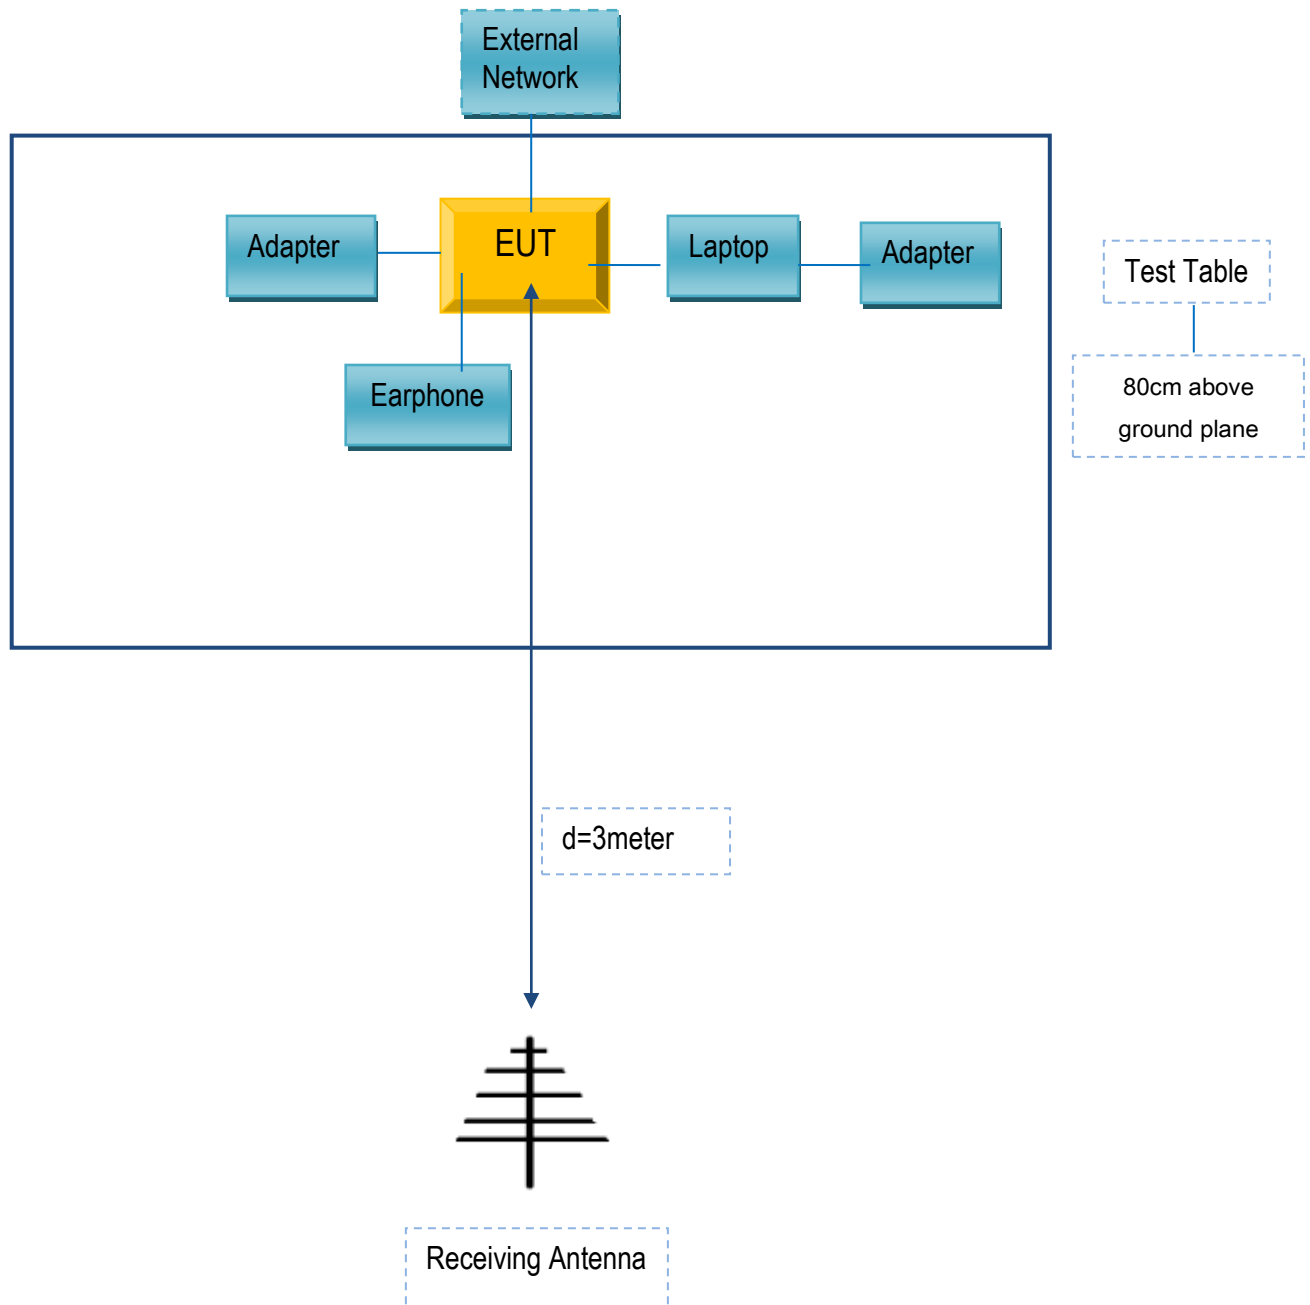 External
Network
Adapter
EUT
Laptop
Adapter
Earphone
Test Table
80cm above
ground plane
d=3meter
Receiving Antenna